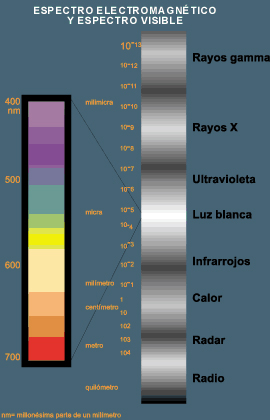 ESPECTRO ELECTROMAGNÉTICO
Y ESPECTRO VISIBLE
10⁻¹³
Rayos gamma
10⁻¹²
10⁻¹¹
400
nm
milimicra
10⁻¹⁰
10⁻⁹
Rayos X
10⁻⁸
10⁻⁷
500
Ultravioleta
10⁻⁶
micra
10⁻⁵
Luz blanca
10⁻⁴
10⁻³
600
Infrarrojos
10⁻²
milímetro
10⁻¹
1
Calor
centímetro
10
10²
Radar
metro
10³
700
10⁴
Radio
quilómetro
nm= millonésima parte de un milímetro